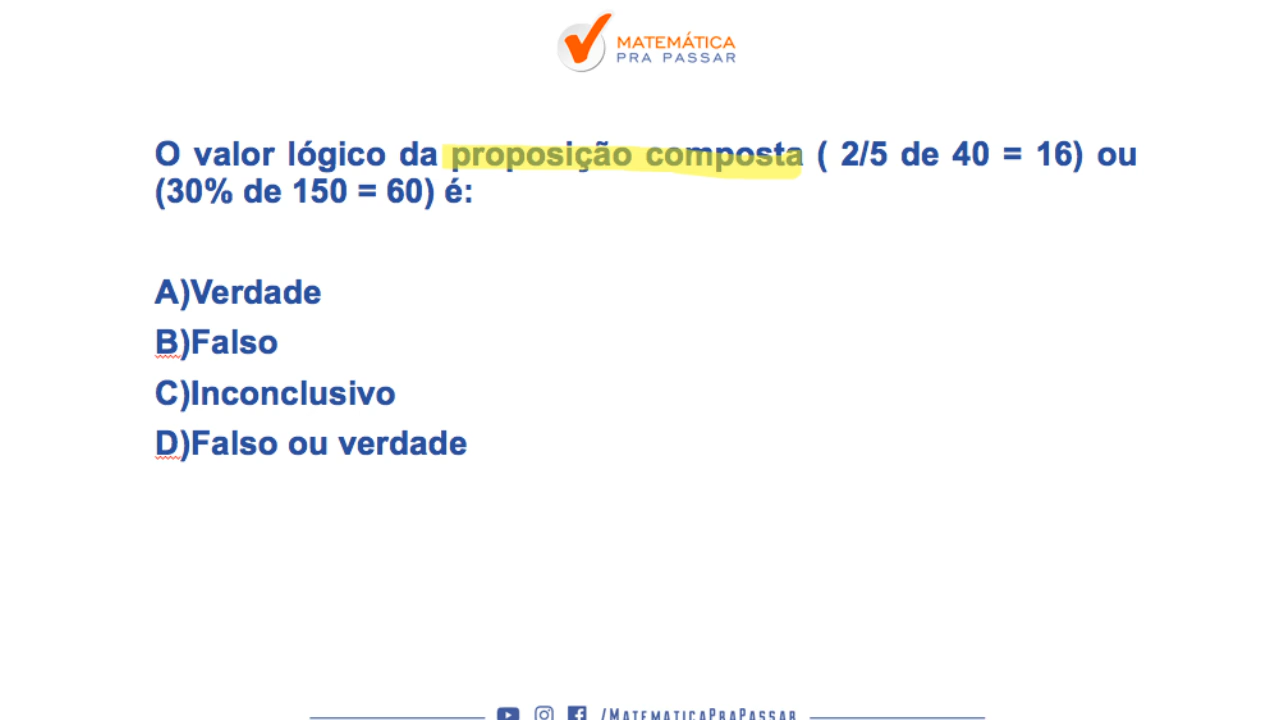 MATEMÁTICA
PRA PASSAR
O valor lógico da proposição composta ( 2/5 de 40 = 16) ou
(30% de 150 = 60) é:
A)Verdade
B)Falso
C)Inconclusivo
D)Falso ou verdade
/MATEMATICAPRAPASSAR